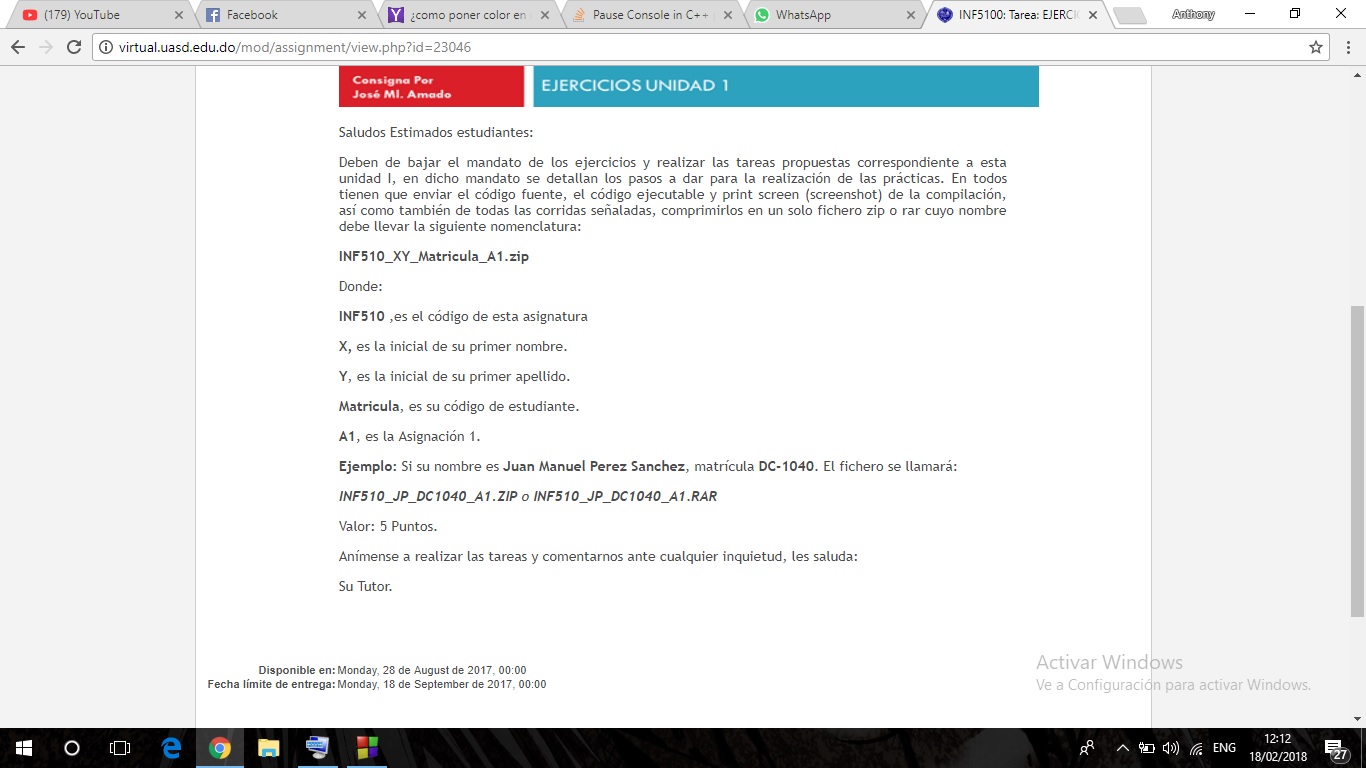 (179) YouTube
Facebook
¿como poner color en
Pause Console in C++
WhatsApp
INF5100: Tarea: EJERCI
Anthony
virtual.uasd.edu.do/mod/assignment/view.php?id=23046
Consigna Por
José Ml. Amado
EJERCICIOS UNIDAD 1
Saludos Estimados estudiantes:
Deben de bajar el mandato de los ejercicios y realizar las tareas propuestas correspondiente a esta
unidad I, en dicho mandato se detallan los pasos a dar para la realización de las prácticas. En todos
tienen que enviar el código fuente, el código ejecutable y print screen (screenshot) de la compilación,
así como también de todas las corridas señaladas, comprimirlos en un solo fichero zip o rar cuyo nombre
debe llevar la siguiente nomenclatura:
INF510_XY_Matricula_A1.zip
Donde:
INF510 ,es el código de esta asignatura
X, es la inicial de su primer nombre.
Y, es la inicial de su primer apellido.
Matricula, es su código de estudiante.
A1, es la Asignación 1.
Ejemplo: Si su nombre es Juan Manuel Perez Sanchez, matrícula DC-1040. El fichero se llamará:
INF510_JP_DC1040_A1.ZIP o INF510_JP_DC1040_A1.RAR
Valor: 5 Puntos.
Anímense a realizar las tareas y comentarnos ante cualquier inquietud, les saluda:
Su Tutor.
Disponible en: Monday, 28 de August de 2017, 00:00
Fecha límite de entrega: Monday, 18 de September de 2017, 00:00
Activar Windows
Ve a Configuración para activar Windows.
ENG
12:12
18/02/2018
27